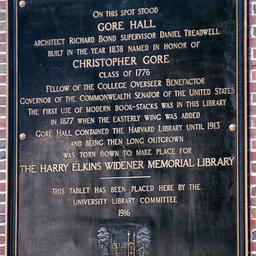 ON THIS SPOT STOOD
GORE HALL
ARCHITECT RICHARD BOND SUPERVISOR DANIEL TREADWELL
BUILT IN THE YEAR 1838 NAMED IN HONOR OF
CHRISTOPHER GORE
CLASS OF 1776
FELLOW OF THE COLLEGE OVERSEER BENEFACTOR
GOVERNOR OF THE COMMONWEALTH SENATOR OF THE UNITED STATES
THE FIRST USE OF MODERN BOOK-STACKS WAS IN THIS LIBRARY
IN 1877 WHEN THE EASTERLY WING WAS ADDED
GORE HALL CONTAINED THE HARVARD LIBRARY UNTIL 1913
AND BEING THEN LONG OUTGROWN
WAS TORN DOWN TO MAKE PLACE FOR
THE HARRY ELKINS WIDENER MEMORIAL LIBRARY
THIS TABLET HAS BEEN PLACED HERE BY THE
UNIVERSITY LIBRARY COMMITTEE
1916